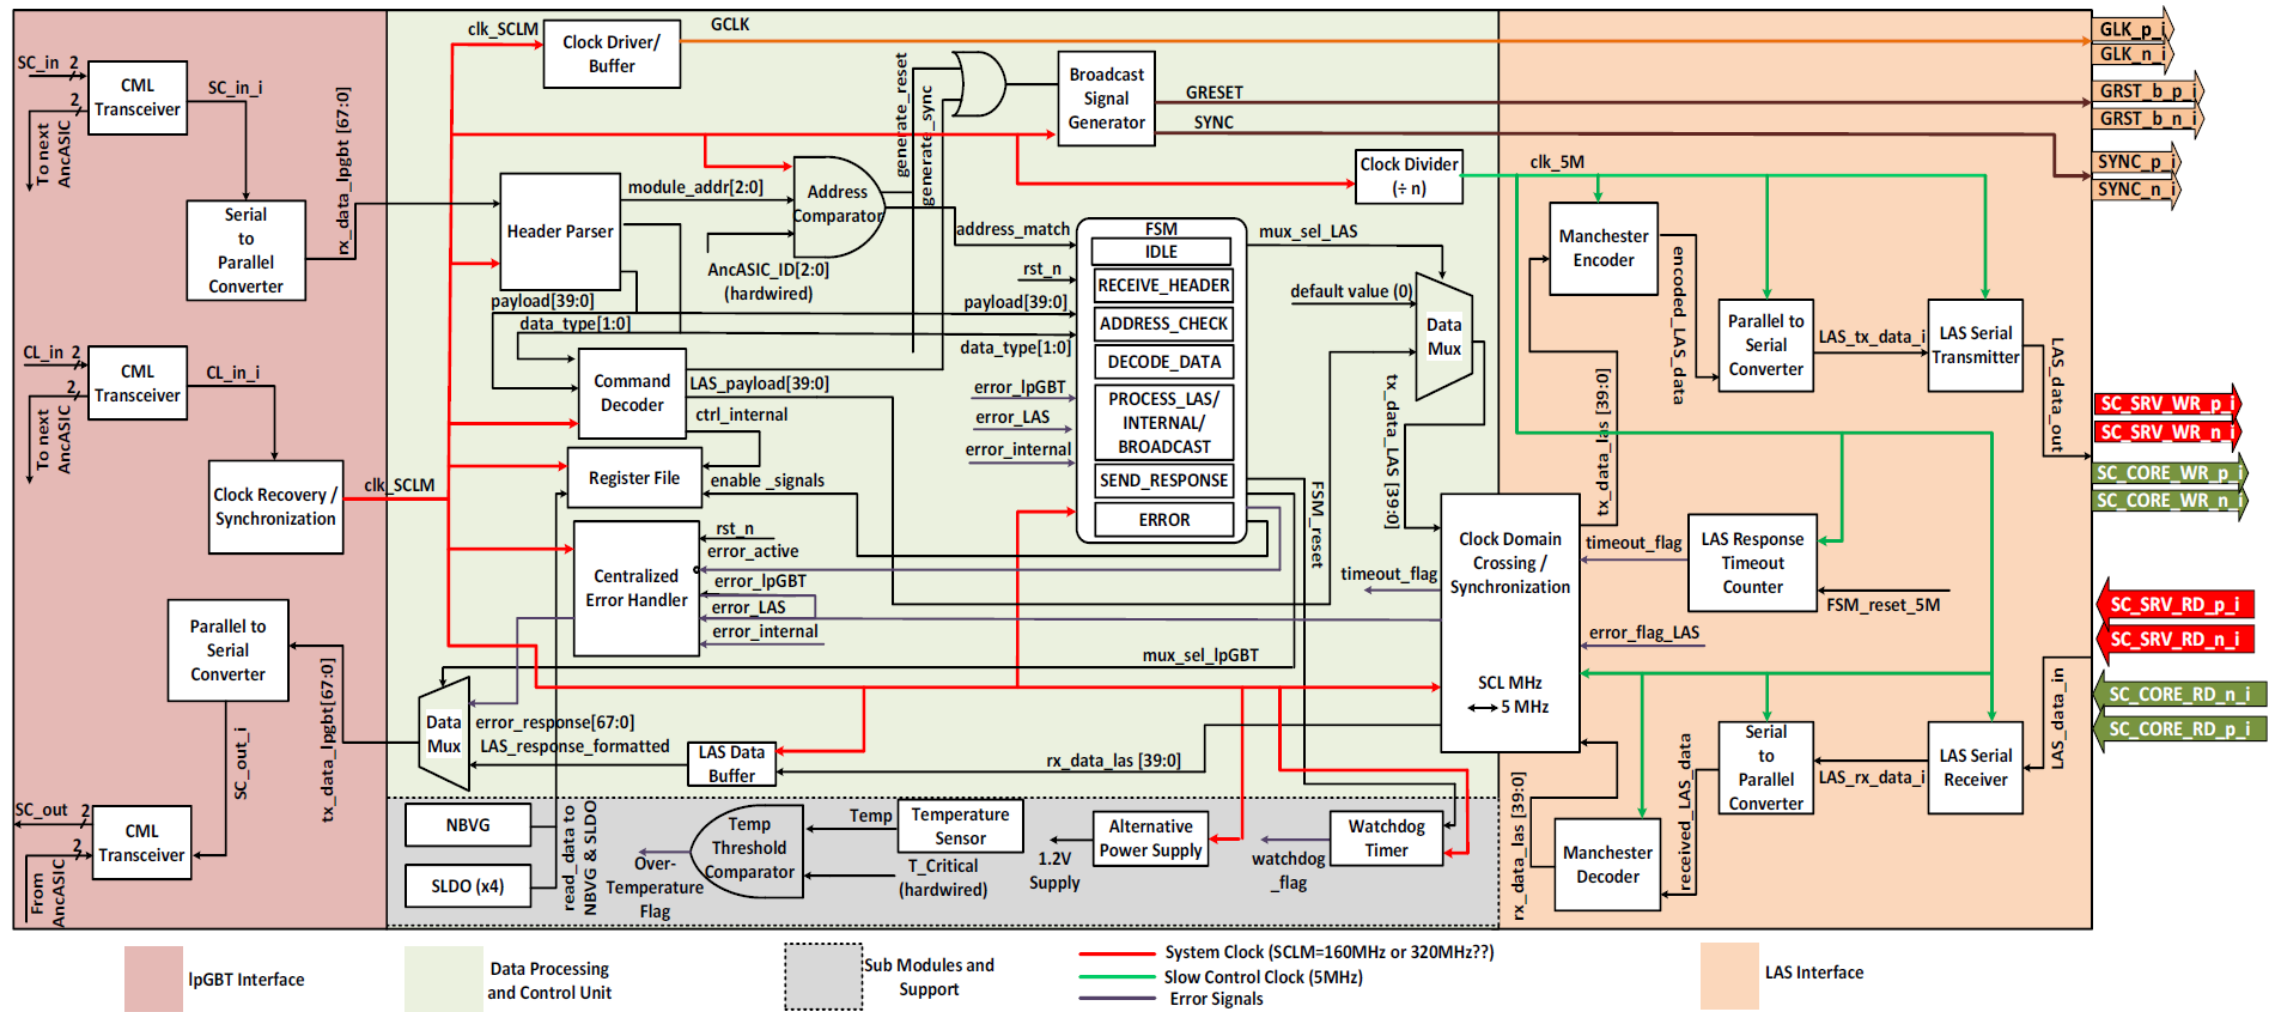 SC_in 2
CML
Transceiver
SC_in_i
2
To next
AncASIC
Serial
to
Parallel
Converter
rx_data_lpgbt [67:0]
CL_in 2
CML
Transceiver
CL_in_i
2
To next
AncASIC
Clock Recovery /
Synchronization
clk_SCLM
Parallel to
Serial
Converter
tx_data_lpgbt[67:0]
SC_out_i
SC_out
2
CML
Transceiver
2
From
AncASIC
clk_SCLM
Clock Driver/
Buffer
GCLK
generate_reset
generate_sync
Broadcast
Signal
Generator
GRESET
SYNC
Header Parser
module_addr[2:0]
Address
Comparator
AncASIC_ID[2:0]
(hardwired)
payload[39:0]
data_type[1:0]
Command
Decoder
LAS_payload[39:0]
ctrl_internal
Register File
enable _signals
Centralized
Error Handler
rst_n
error_active
error_lpGBT
error_LAS
error_internal
address_match
rst_n
payload[39:0]
data_type[1:0]
error_lpGBT
error_LAS
error_internal
FSM
IDLE
RECEIVE_HEADER
ADDRESS_CHECK
DECODE_DATA
PROCESS_LAS/
INTERNAL/
BROADCAST
SEND_RESPONSE
ERROR
mux_sel_LAS
default value (0)
Data
Mux
FSM_reset
tx_data_LAS [39:0]
timeout_flag
mux_sel_lpGBT
Data
Mux
error_response[67:0]
LAS_response_formatted
LAS Data
Buffer
rx_data_las [39:0]
Clock Divider
(÷ n)
clk_5M
Manchester
Encoder
encoded_LAS_data
Parallel to
Serial
Converter
LAS_tx_data_i
LAS Serial
Transmitter
LAS_data_out
tx_data_las [39:0]
Clock Domain
Crossing /
Synchronization
SCL MHz
5 MHz
timeout_flag
LAS Response
Timeout
Counter
FSM_reset_5M
error_flag_LAS
rx_data_las [39:0]
Manchester
Decoder
received_LAS_data
Serial
to
Parallel
Converter
LAS_rx_data_i
LAS Serial
Receiver
LAS_data_in
NBVG
SLDO (x4)
read_data to
NBVG & SLDO
Over-
Temperature
Flag
Temp
Threshold
Comparator
Temp
Temperature
Sensor
T_Critical
(hardwired)
1.2V
Supply
Alternative
Power Supply
watchdog
_flag
Watchdog
Timer
GLK_p_i
GLK_n_i
GRST_b_p_i
GRST_b_n_i
SYNC_p_i
SYNC_n_i
SC_SRV_WR_p_i
SC_SRV_WR_n_i
SC_CORE_WR_p_i
SC_CORE_WR_n_i
SC_SRV_RD_p_i
SC_SRV_RD_n_i
SC_CORE_RD_n_i
SC_CORE_RD_p_i
lpGBT Interface
Data Processing
and Control Unit
Sub Modules and
Support
System Clock (SCLM=160MHz or 320MHz??)
Slow Control Clock (5MHz)
Error Signals
LAS Interface